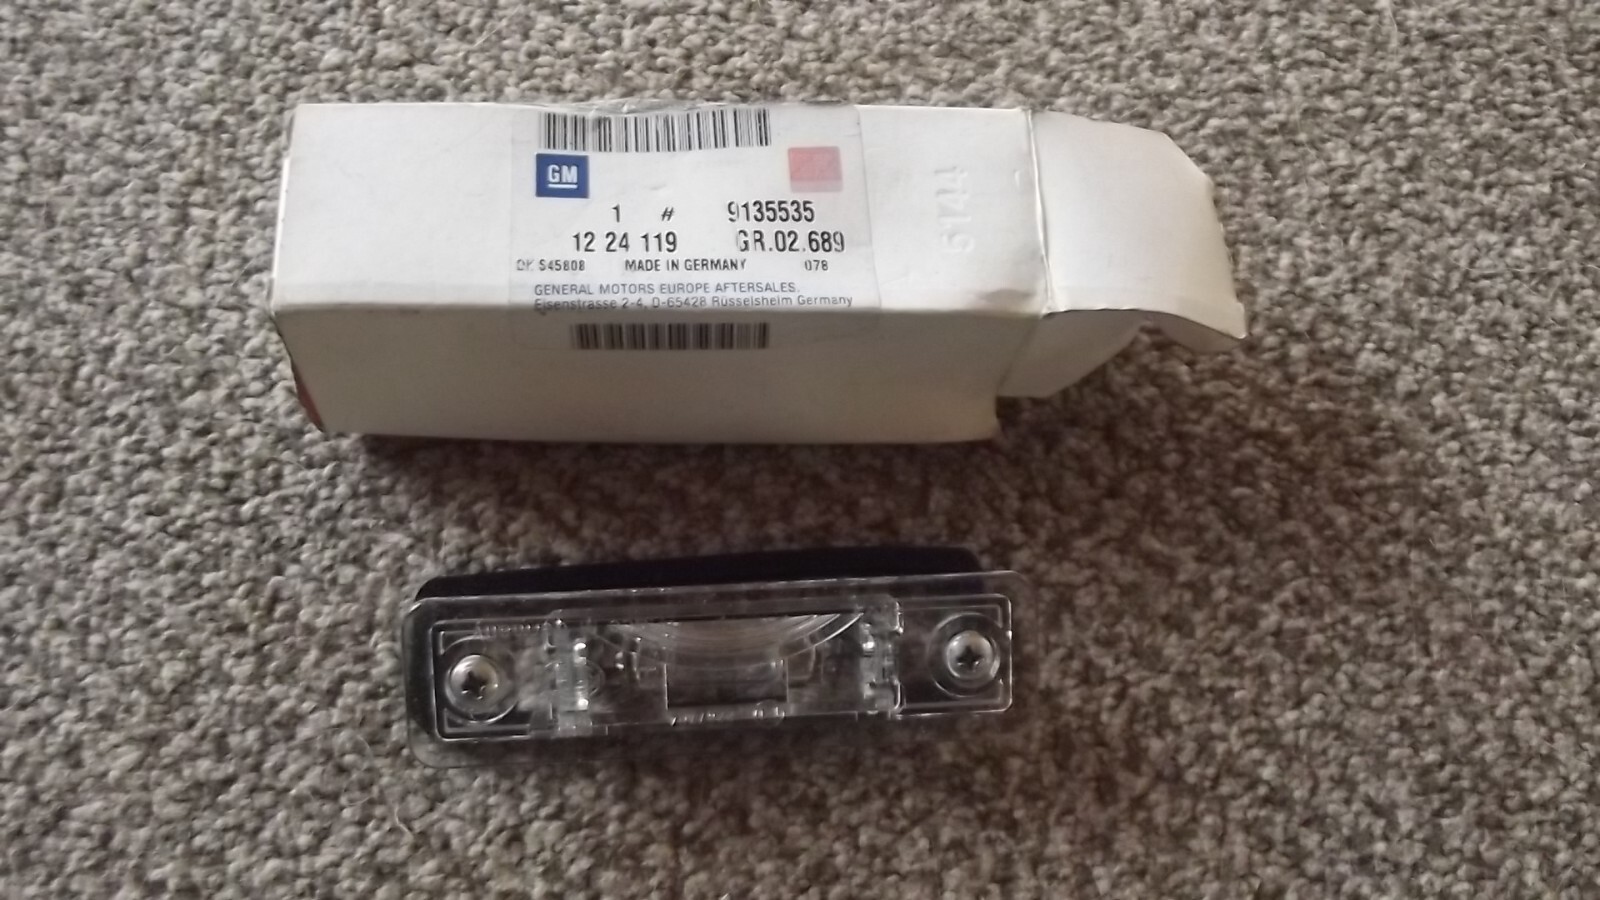 GM
1 # 9135535
12 24 119 GR.02.689
S45808 MADE IN GERMANY 078
GENERAL MOTORS EUROPE AFTERSALES.
Eisenstrasse 2-4, D-65428 Rüsselsheim Germany
5144